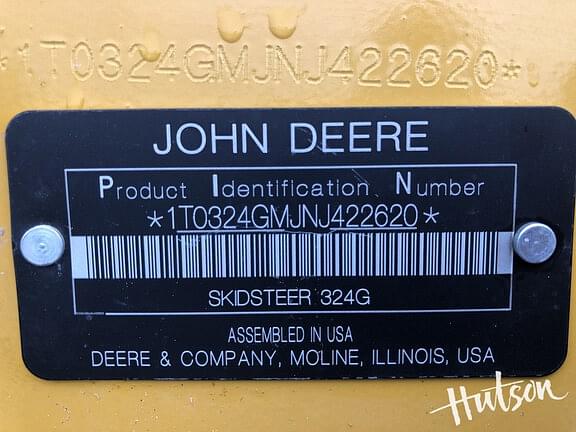 *1T0324GMJNJ422620*
JOHN DEERE
Product Identification Number
*1T0324GMJNJ422620*
SKIDSTEER 324G
ASSEMBLED IN USA
DEERE & COMPANY, MOLINE, ILLINOIS, USA
Hutson